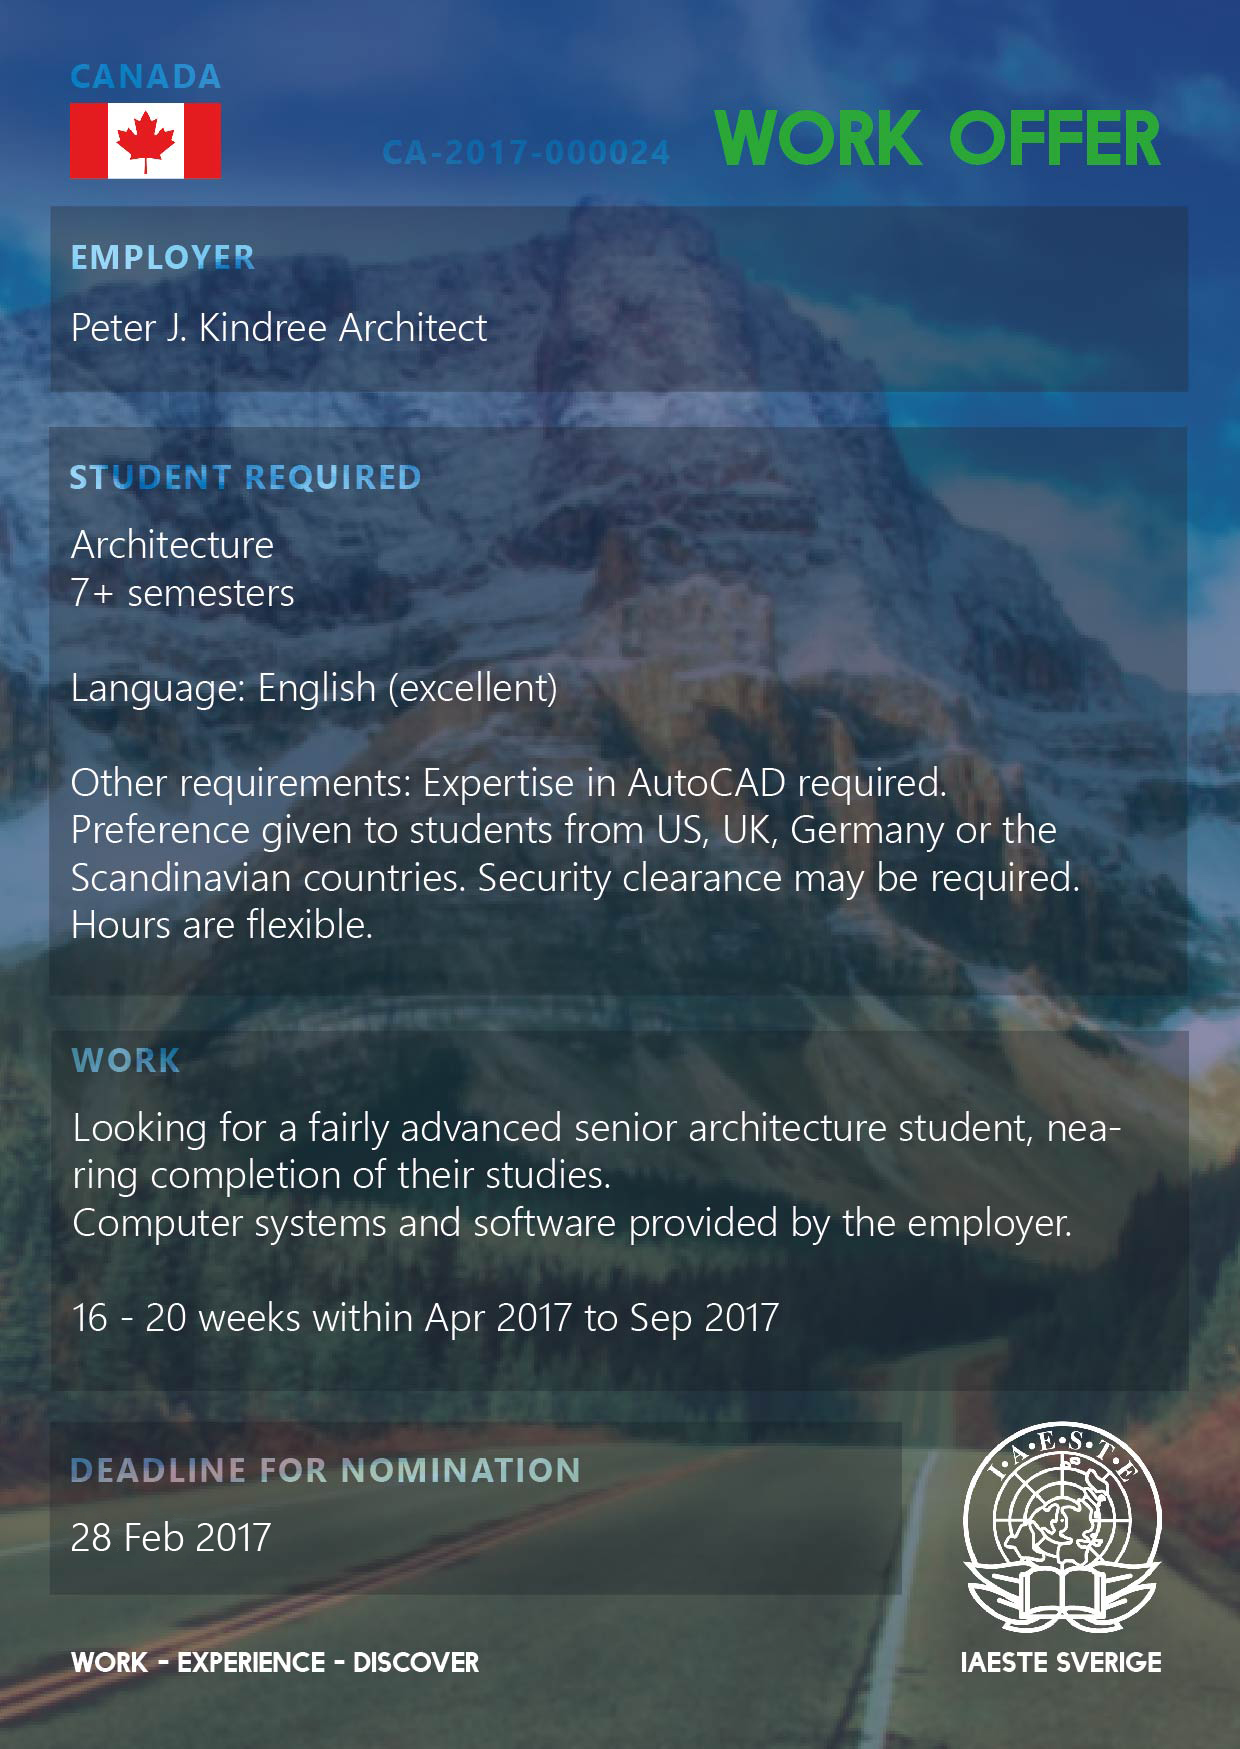 CANADA
CA-2017-000024 WORK OFFER
EMPLOYER
Peter J. Kindree Architect
STUDENT REQUIRED
Architecture
7+ semesters
Language: English (excellent)
Other requirements: Expertise in AutoCAD required.
Preference given to students from US, UK, Germany or the
Scandinavian countries. Security clearance may be required.
Hours are flexible.
WORK
Looking for a fairly advanced senior architecture student, nea-
ring completion of their studies.
Computer systems and software provided by the employer.
16 - 20 weeks within Apr 2017 to Sep 2017
DEADLINE FOR NOMINATION
28 Feb 2017
I·A·E·S·T·E
WORK - EXPERIENCE - DISCOVER
IAESTE SVERIGE